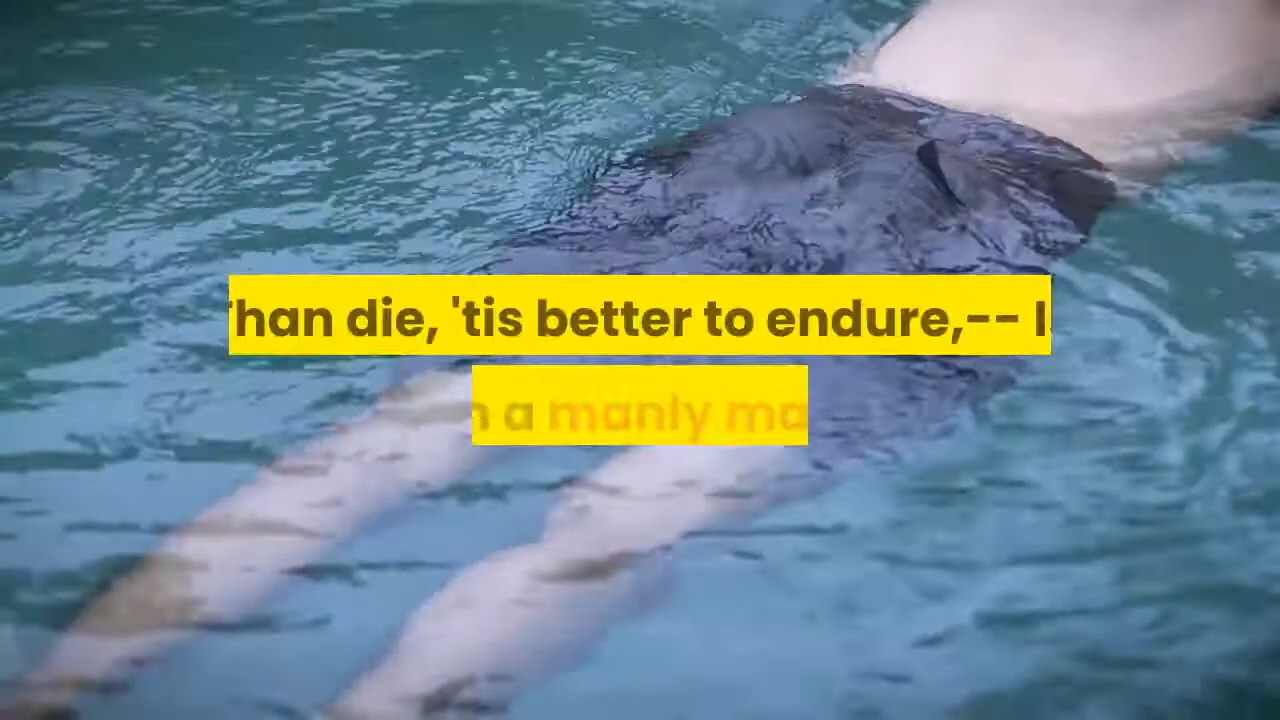 Than die, 'tis better to endure,--
a manly